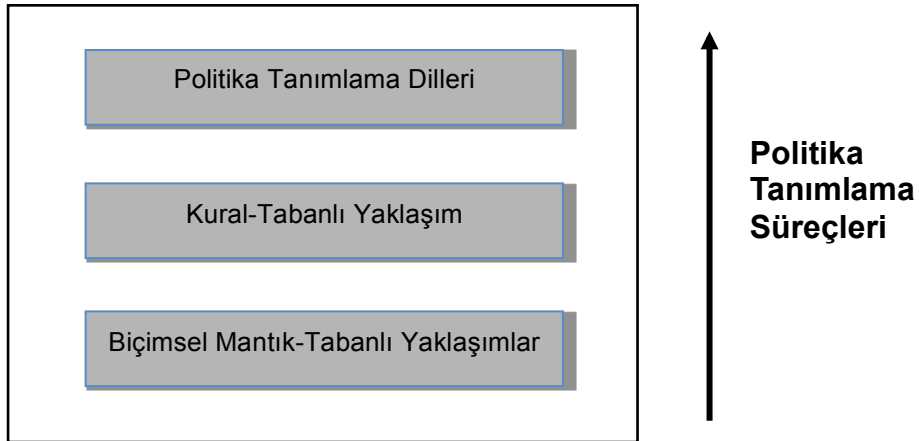 Politika Tanımlama Dilleri
Kural-Tabanlı Yaklaşım
Biçimsel Mantık-Tabanlı Yaklaşımlar
Politika
Tanımlama
Süreçleri